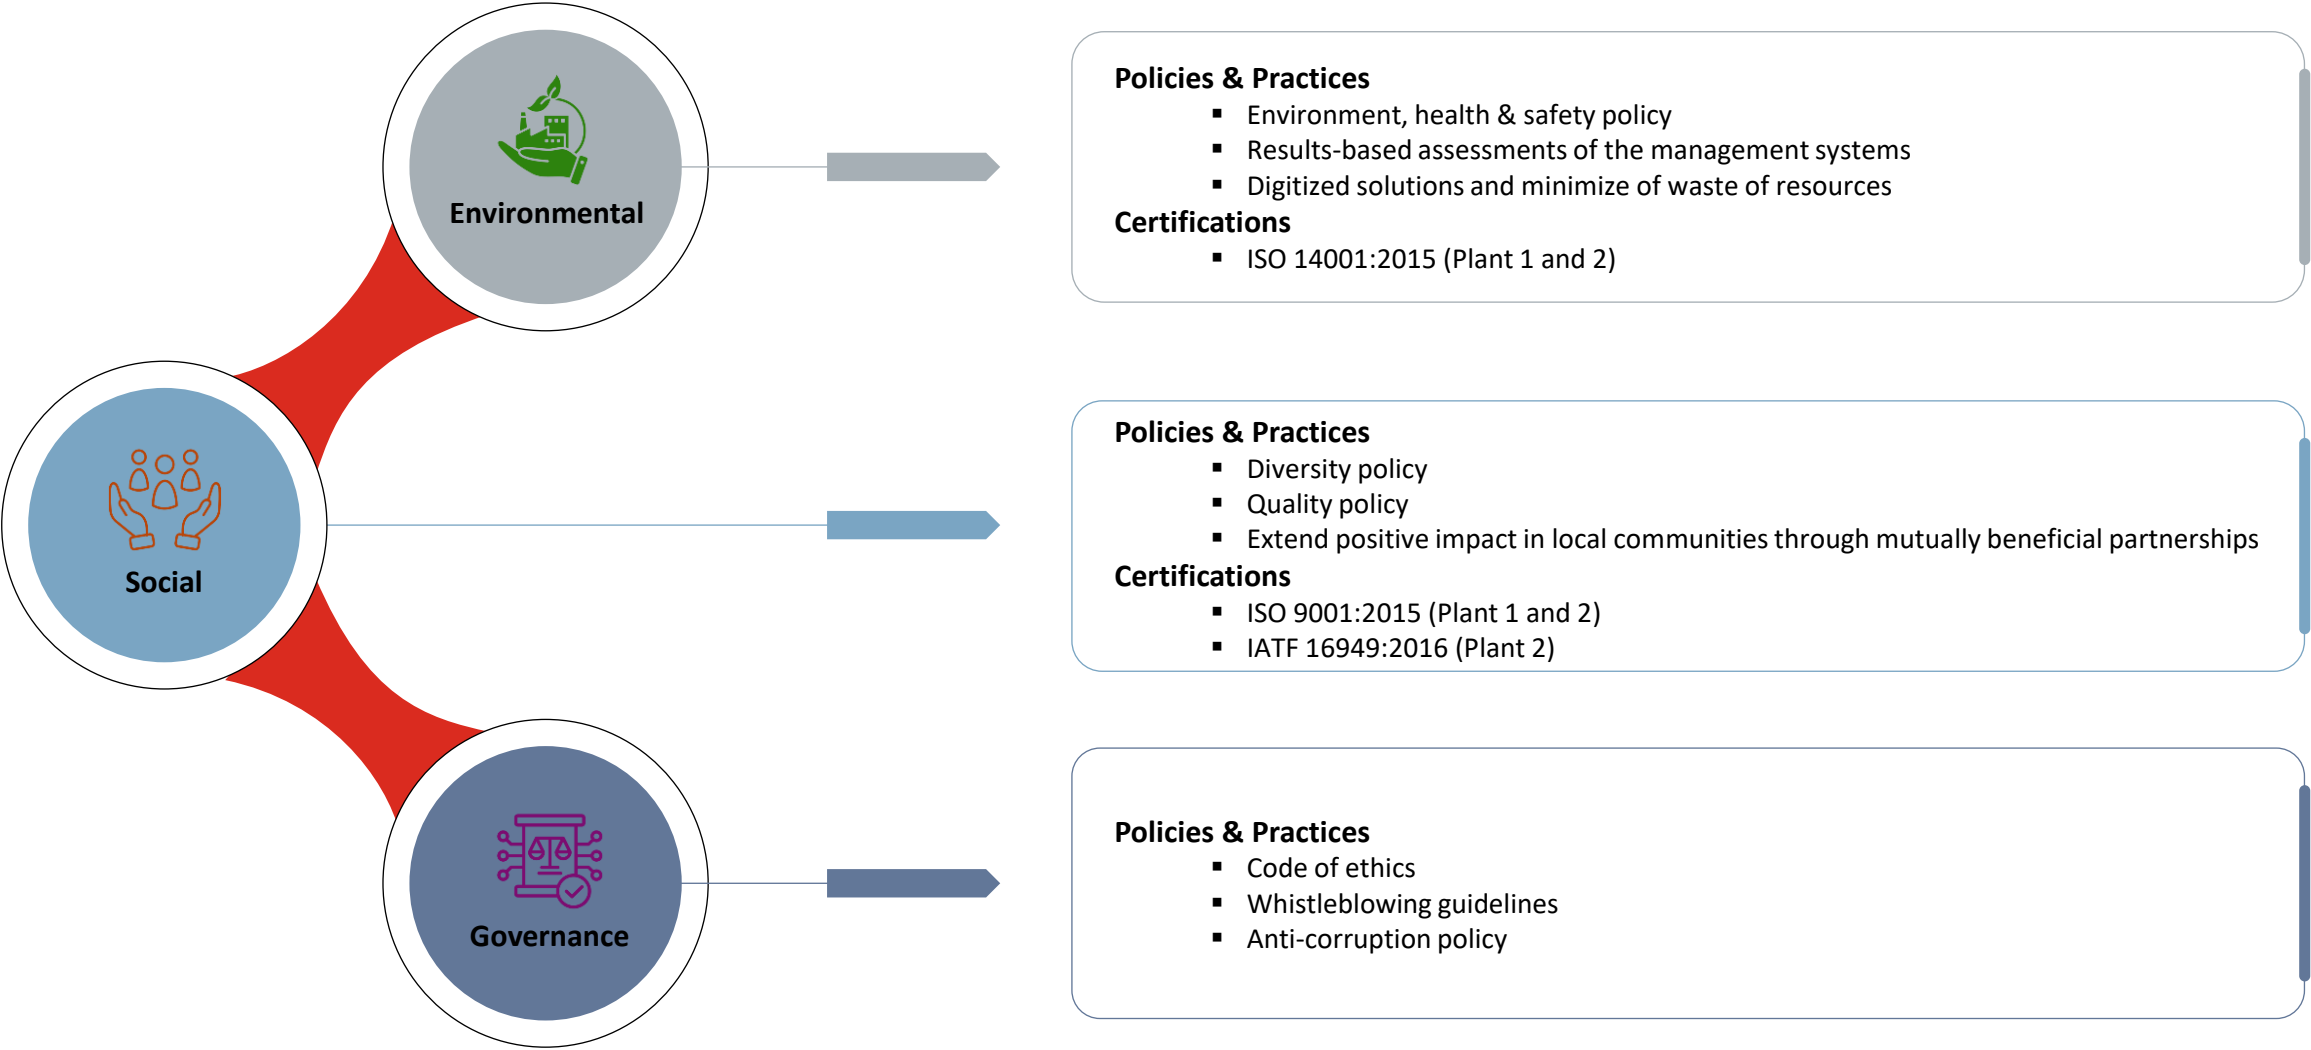 Environmental
Policies & Practices
▪ Environment, health & safety policy
▪ Results-based assessments of the management systems
▪ Digitized solutions and minimize of waste of resources
Certifications
▪ ISO 14001:2015 (Plant 1 and 2)
Social
Policies & Practices
▪ Diversity policy
▪ Quality policy
▪ Extend positive impact in local communities through mutually beneficial partnerships
Certifications
▪ ISO 9001:2015 (Plant 1 and 2)
▪ IATF 16949:2016 (Plant 2)
Governance
Policies & Practices
▪ Code of ethics
▪ Whistleblowing guidelines
▪ Anti-corruption policy